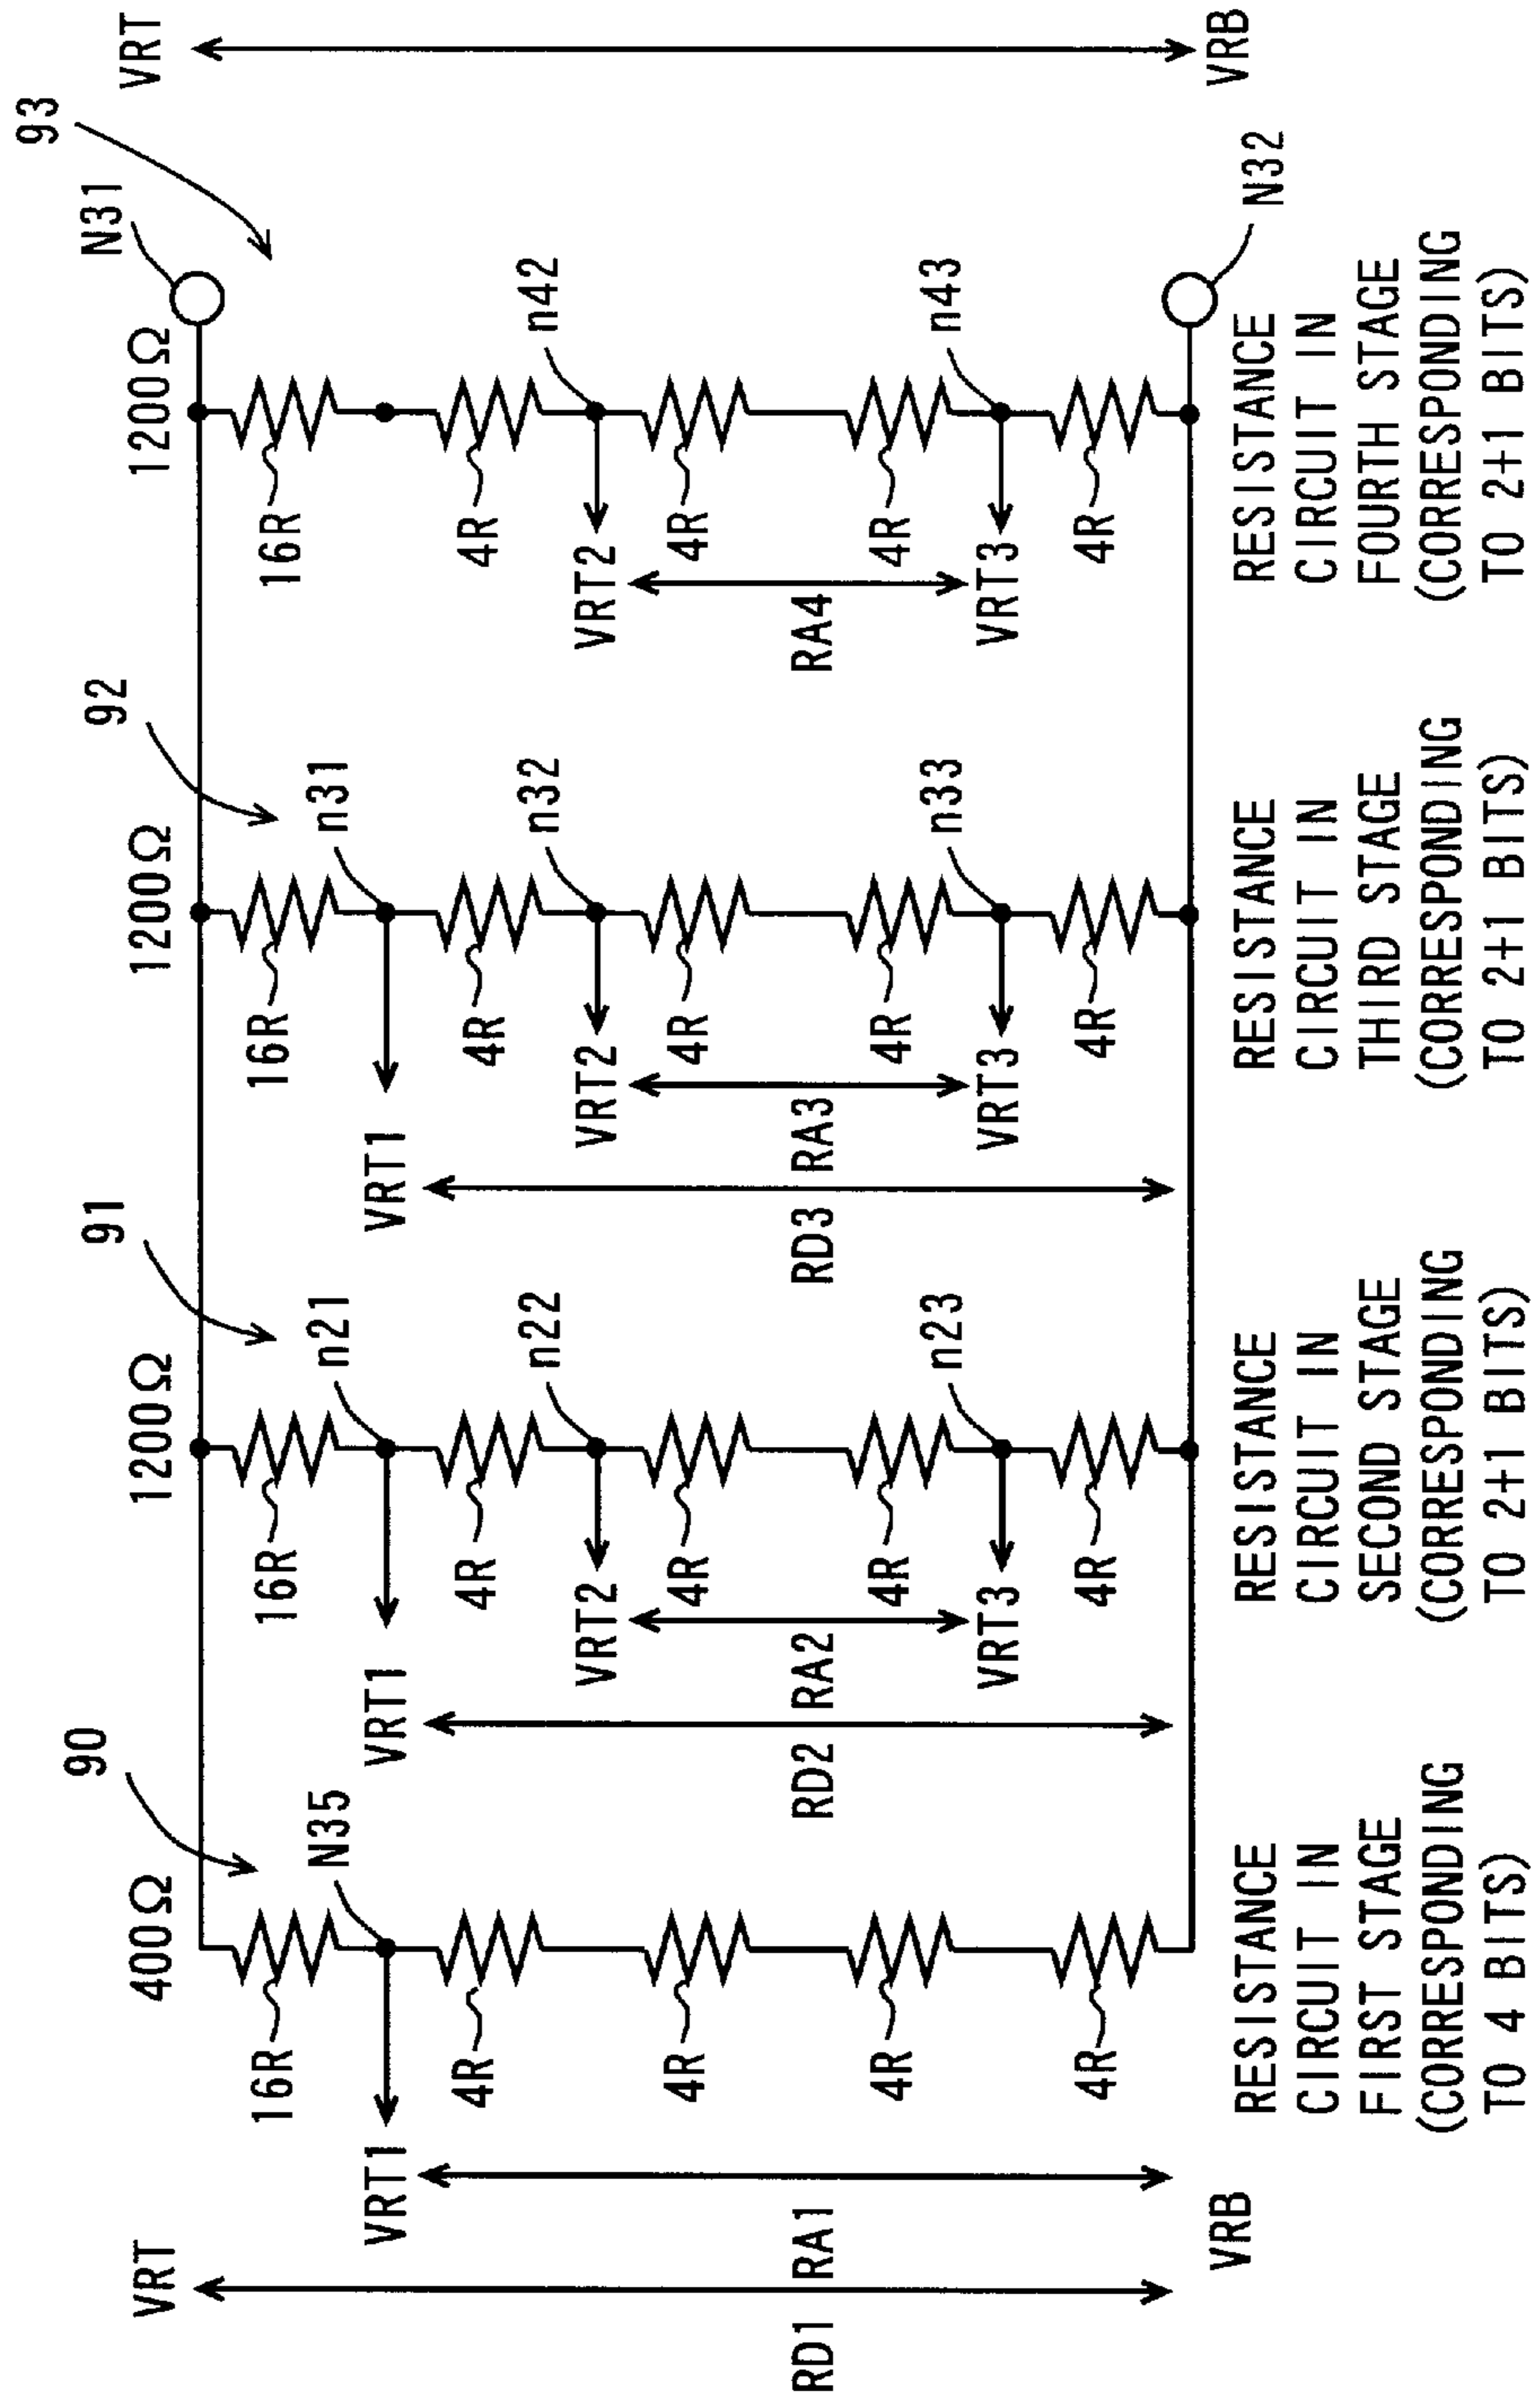 VRT
RD1
VRT1
RA1
VRB
90
400Ω
N35
16R
4R
4R
4R
4R
RESISTANCE
CIRCUIT IN
FIRST STAGE
(CORRESPONDING
TO 4 BITS)
91
1200Ω
n21
16R
VRT1
RD2
4R
n22
VRT2
RA2
4R
n23
VRT3
4R
4R
RESISTANCE
CIRCUIT IN
SECOND STAGE
(CORRESPONDING
TO 2+1 BITS)
92
1200Ω
n31
16R
VRT1
RD3
4R
n32
VRT2
RA3
4R
n33
VRT3
4R
4R
RESISTANCE
CIRCUIT IN
THIRD STAGE
(CORRESPONDING
TO 2+1 BITS)
93
N31
1200Ω
16R
4R
n42
VRT2
RA4
4R
n43
VRT3
4R
4R
N32
RESISTANCE
CIRCUIT IN
FOURTH STAGE
(CORRESPONDING
TO 2+1 BITS)
VRT
VRB